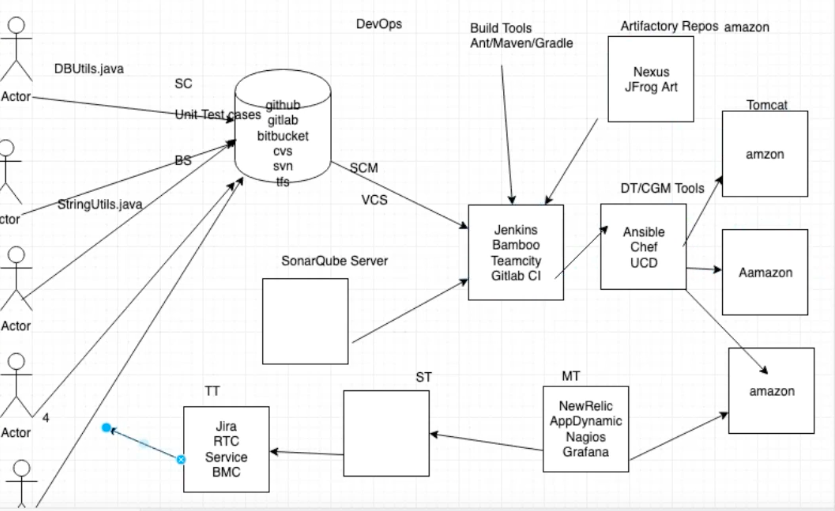 DevOps
Build Tools
Ant/Maven/Gradle
Artifactory Repos
amazon
Nexus
JFrog Art
DBUtils.java
SC
Actor
Unit Test cases
github
gitlab
bitbucket
cvs
svn
tfs
Tomcat
amzon
BS
SCM
VCS
ctor
StringUtils.java
DT/CGM Tools
Jenkins
Bamboo
Teamcity
Gitlab CI
Ansible
Chef
UCD
Aamazon
SonarQube Server
Actor
TT
ST
MT
amazon
4
Actor
Jira
RTC
Service
BMC
NewRelic
AppDynamic
Nagios
Grafana